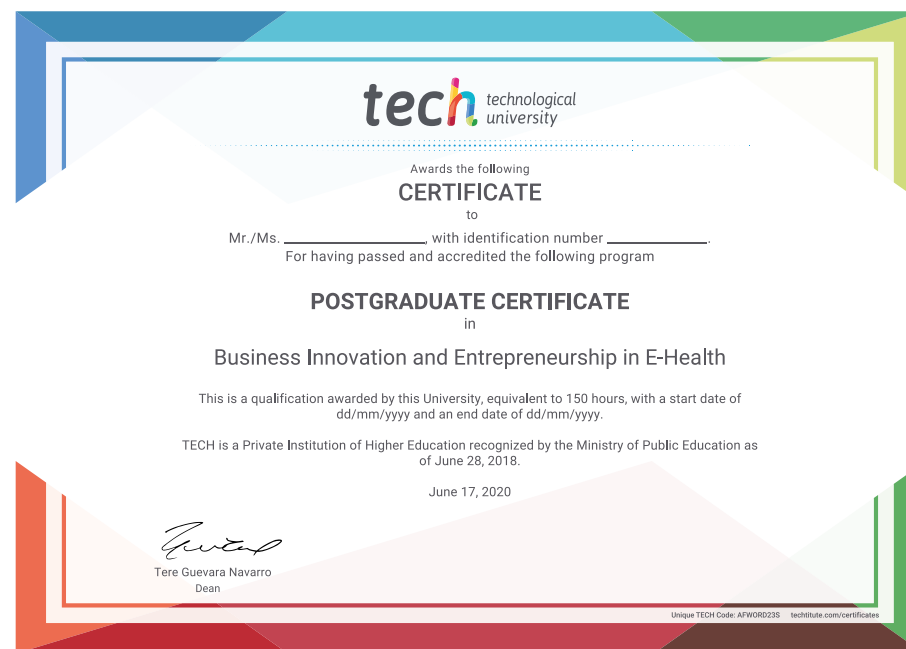 tech technological
university
Awards the following
CERTIFICATE
to
Mr./Ms. ____________________, with identification number ______________.
For having passed and accredited the following program
POSTGRADUATE CERTIFICATE
in
Business Innovation and Entrepreneurship in E-Health
This is a qualification awarded by this University, equivalent to 150 hours, with a start date of
dd/mm/yyyy and an end date of dd/mm/yyyy.
TECH is a Private Institution of Higher Education recognized by the Ministry of Public Education as
of June 28, 2018.
June 17, 2020
Tere Guevara Navarro
Dean
Unique TECH Code: AFWORD23S techtitute.com/certificates